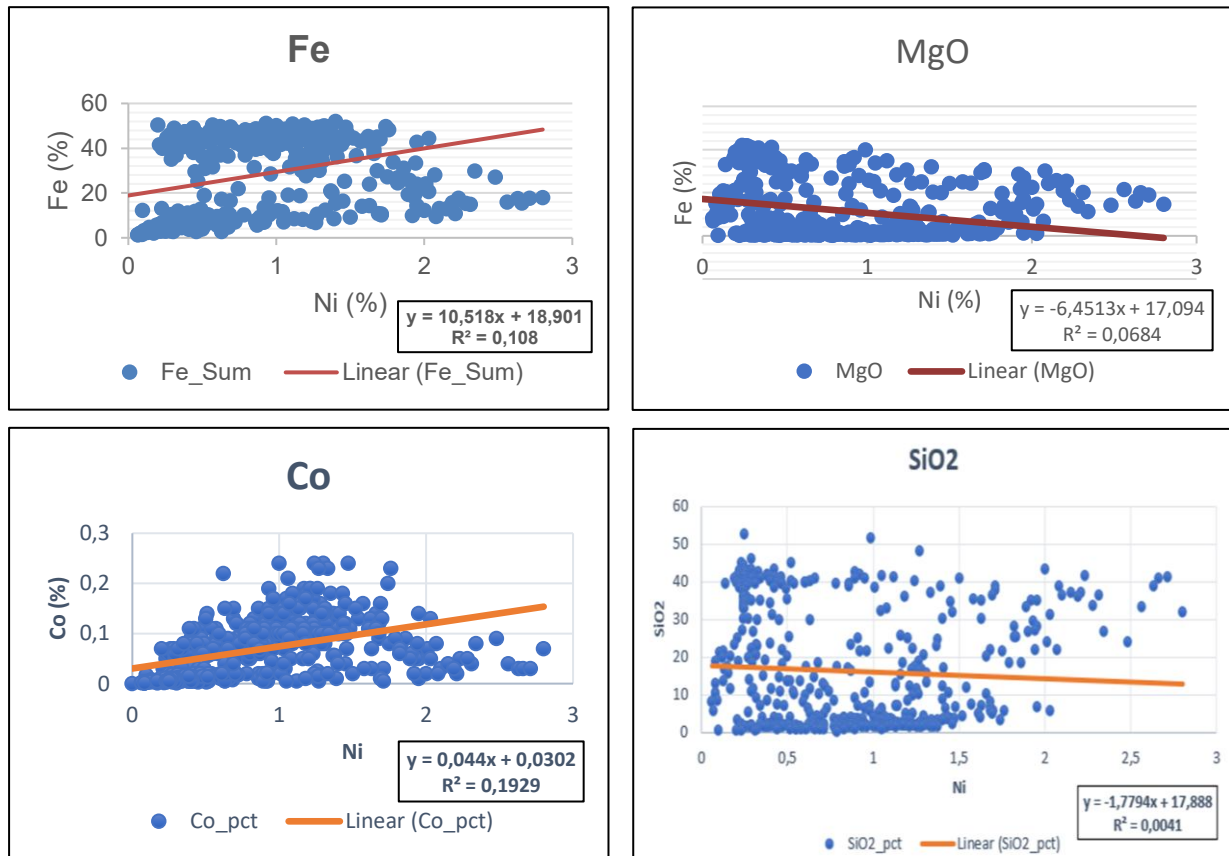 Fe
60
40
20
0
Fe (%)
0 1 2 3
Ni (%)
y = 10,518x + 18,901
R² = 0,108
Fe_Sum Linear (Fe_Sum)
MgO
Fe (%)
0 1 2 3
Ni (%)
y = -6,4513x + 17,094
R² = 0,0684
MgO Linear (MgO)
Co
0,3
0,2
0,1
0
Co (%)
0 1 2 3
Ni
y = 0,044x + 0,0302
R² = 0,1929
Co_pct Linear (Co_pct)
SiO2
60
50
40
30
20
10
0
SiO2
0 0,5 1 1,5 2 2,5 3
Ni
y = -1,7794x + 17,888
R² = 0,0041
SiO2_pct Linear (SiO2_pct)